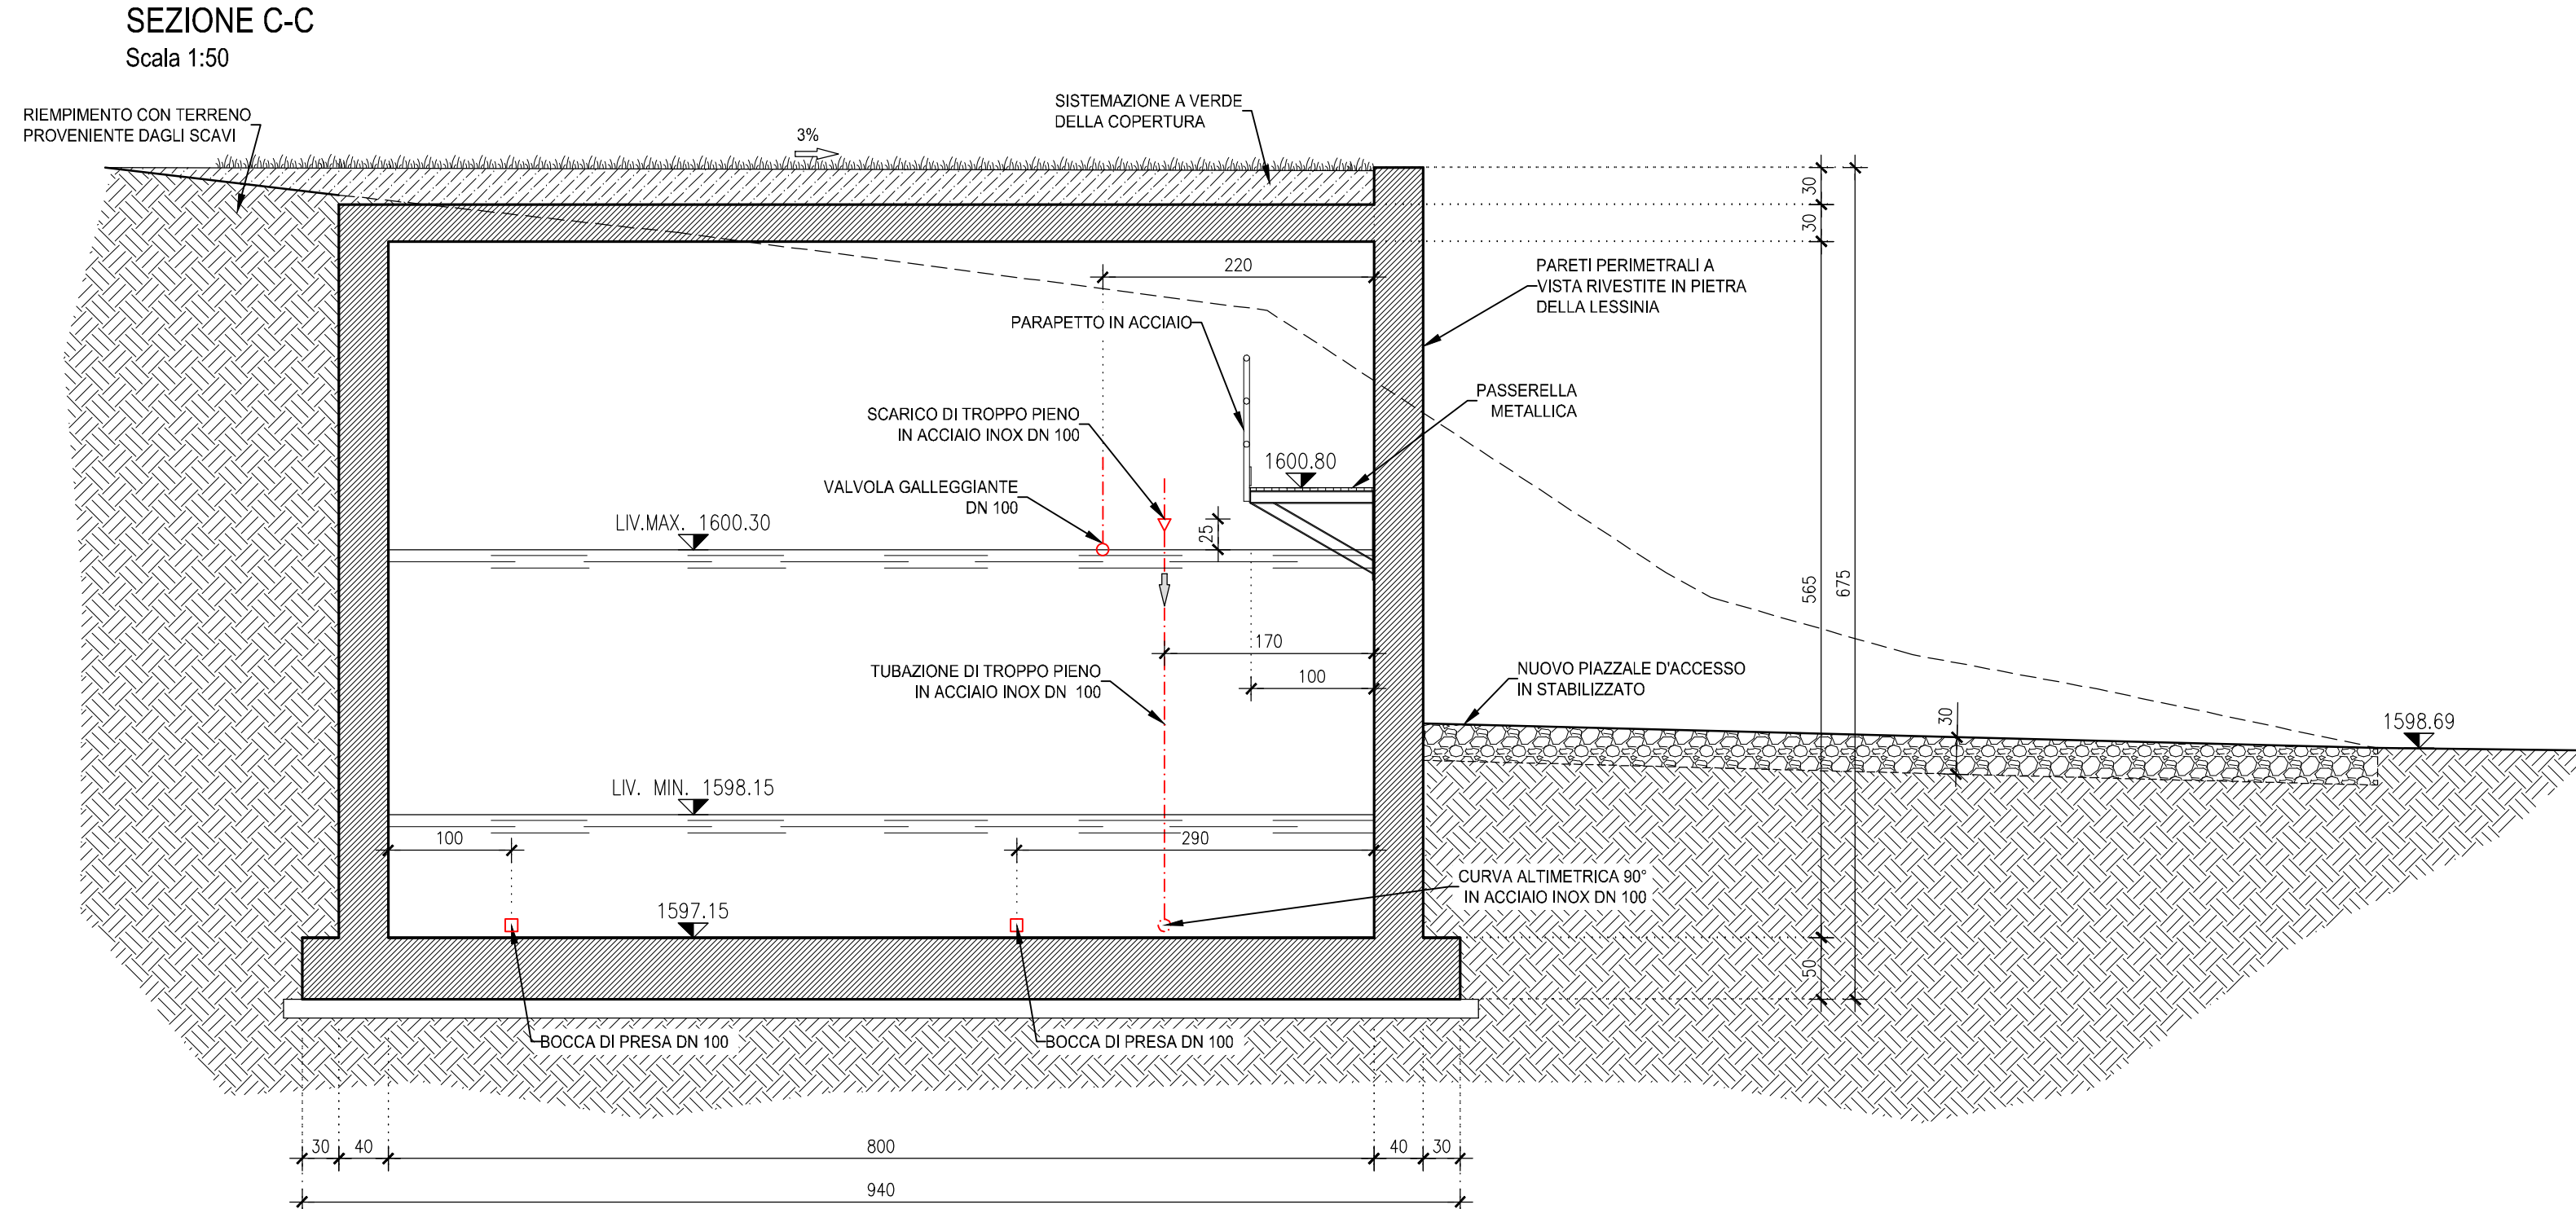 SEZIONE C-C
Scala 1:50
RIEMPIMENTO CON TERRENO
PROVENIENTE DAGLI SCAVI
3%
SISTEMAZIONE A VERDE
DELLA COPERTURA
30
30
220
PARETI PERIMETRALI A
VISTA RIVESTITE IN PIETRA
DELLA LESSINIA
PARAPETTO IN ACCIAIO
PASSERELLA
METALLICA
SCARICO DI TROPPO PIENO
IN ACCIAIO INOX DN 100
1600.80
VALVOLA GALLEGGIANTE
DN 100
LIV.MAX. 1600.30
25
565
675
170
TUBAZIONE DI TROPPO PIENO
IN ACCIAIO INOX DN 100
100
NUOVO PIAZZALE D'ACCESSO
IN STABILIZZATO
30
1598.69
LIV. MIN. 1598.15
100
290
CURVA ALTIMETRICA 90°
IN ACCIAIO INOX DN 100
1597.15
50
BOCCA DI PRESA DN 100
BOCCA DI PRESA DN 100
30
40
800
40
30
940